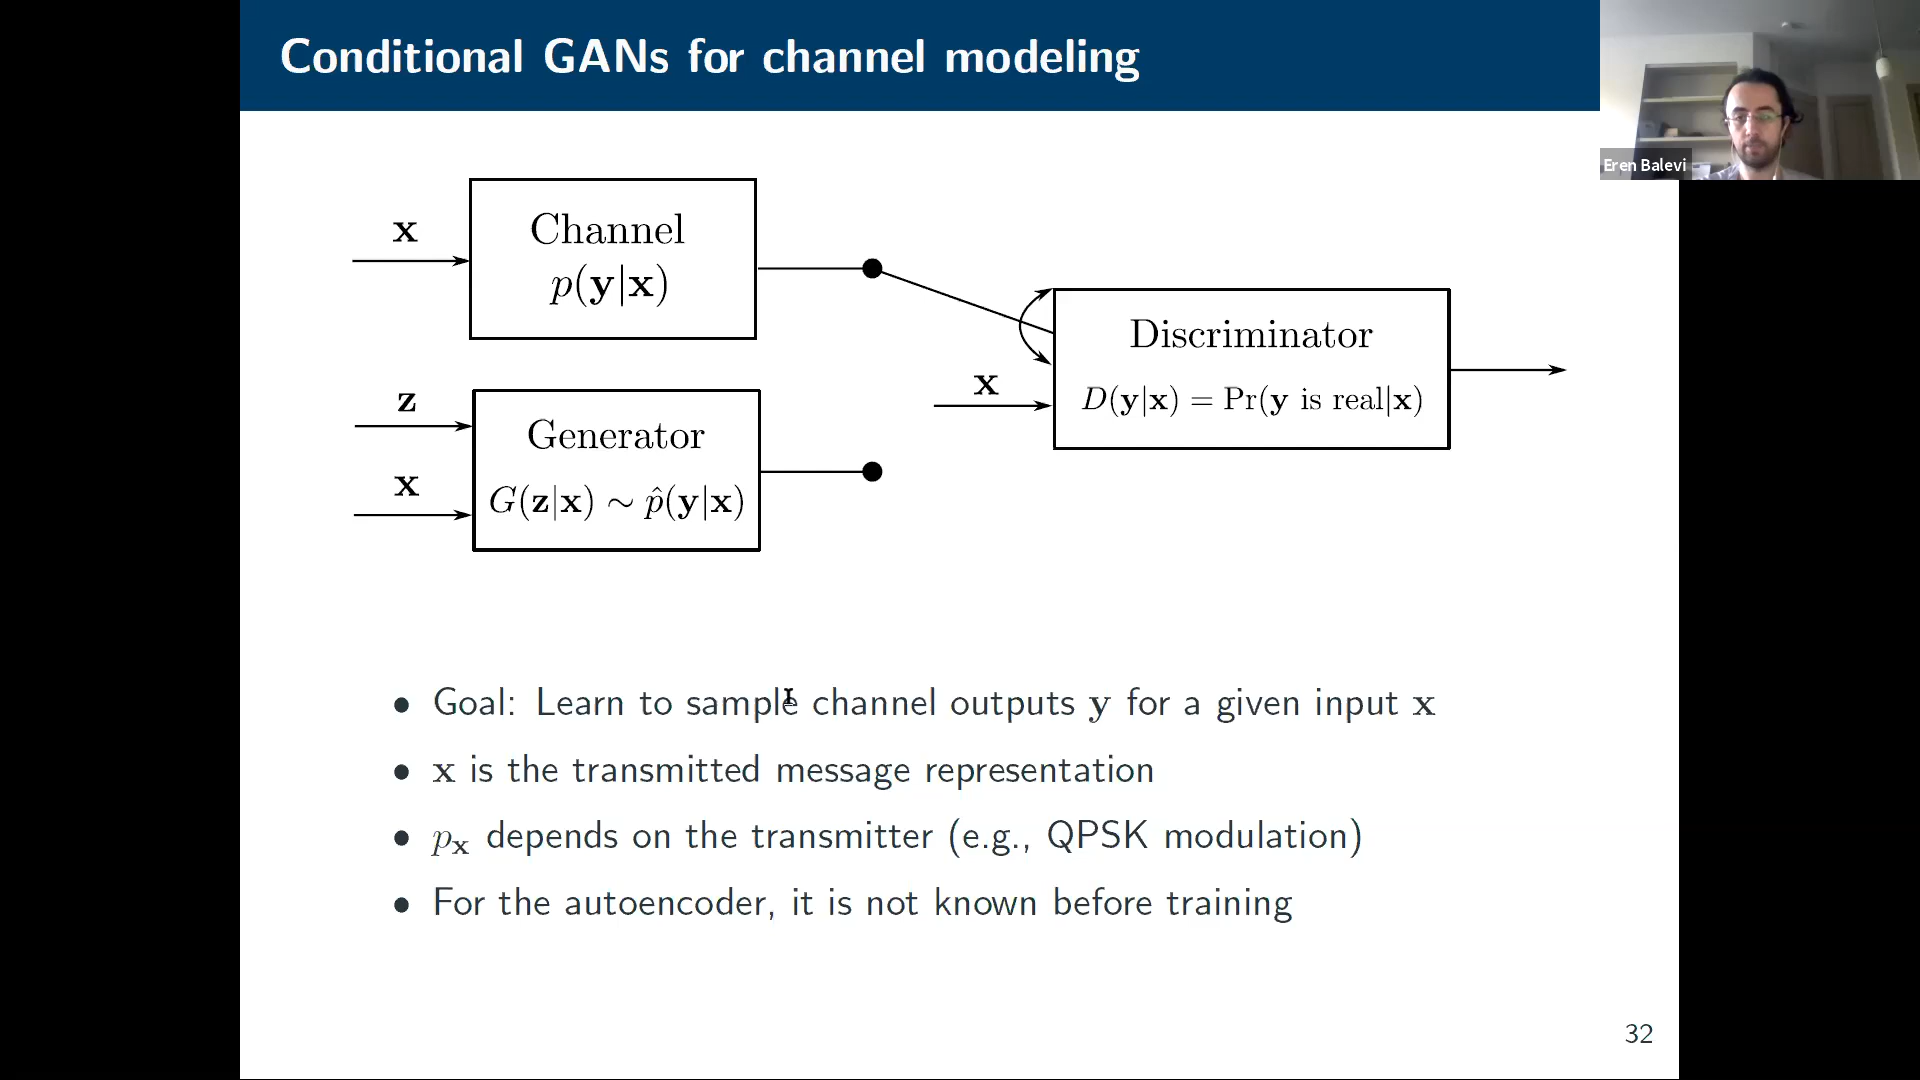 Conditional GANs for channel modeling
Eren Balevi
x
Channel
p(y|x)
z
x
Generator
G(z|x) ∼ p̂(y|x)
x
Discriminator
D(y|x) = Pr(y is real|x)
• Goal: Learn to sample channel outputs y for a given input x
• x is the transmitted message representation
• pₓ depends on the transmitter (e.g., QPSK modulation)
• For the autoencoder, it is not known before training
32